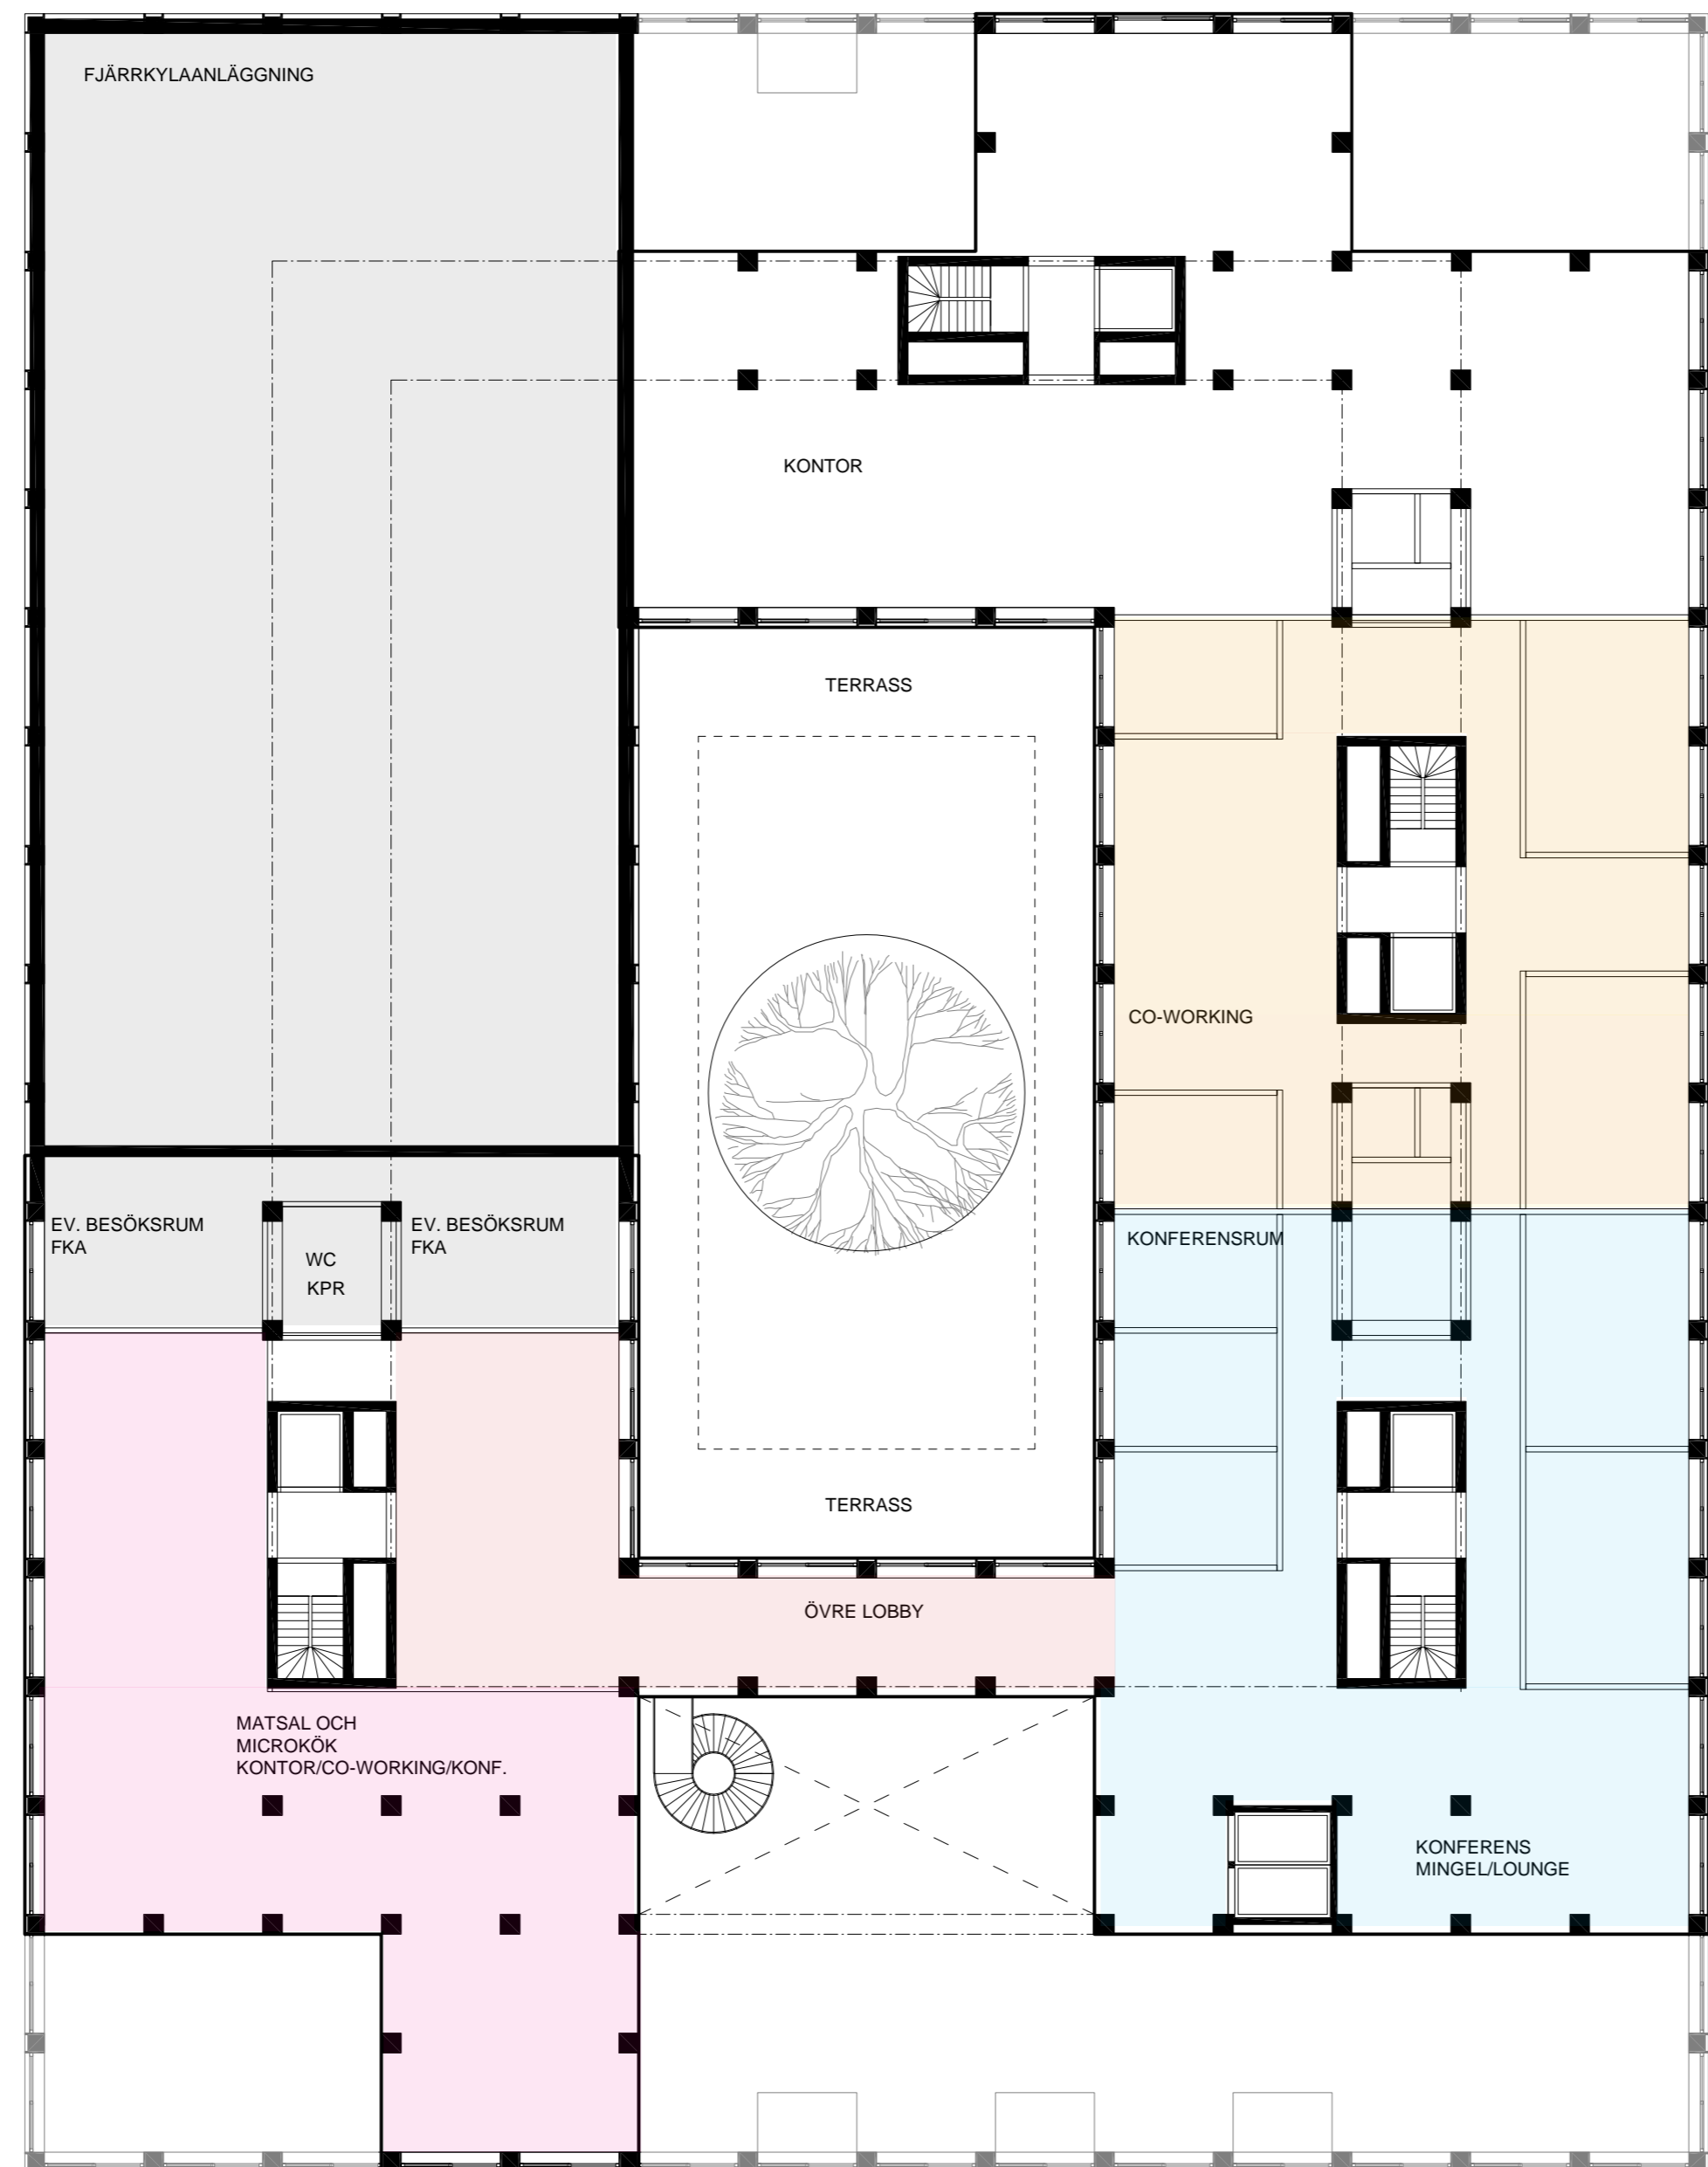 FJÄRRKYLAANLÄGGNING
KONTOR
TERRASS
CO-WORKING
EV. BESÖKSRUM
FKA
WC
KPR
EV. BESÖKSRUM
FKA
KONFERENSRUM
TERRASS
ÖVRE LOBBY
MATSAL OCH
MICROKÖK
KONTOR/CO-WORKING/KONF.
KONFERENS
MINGEL/LOUNGE